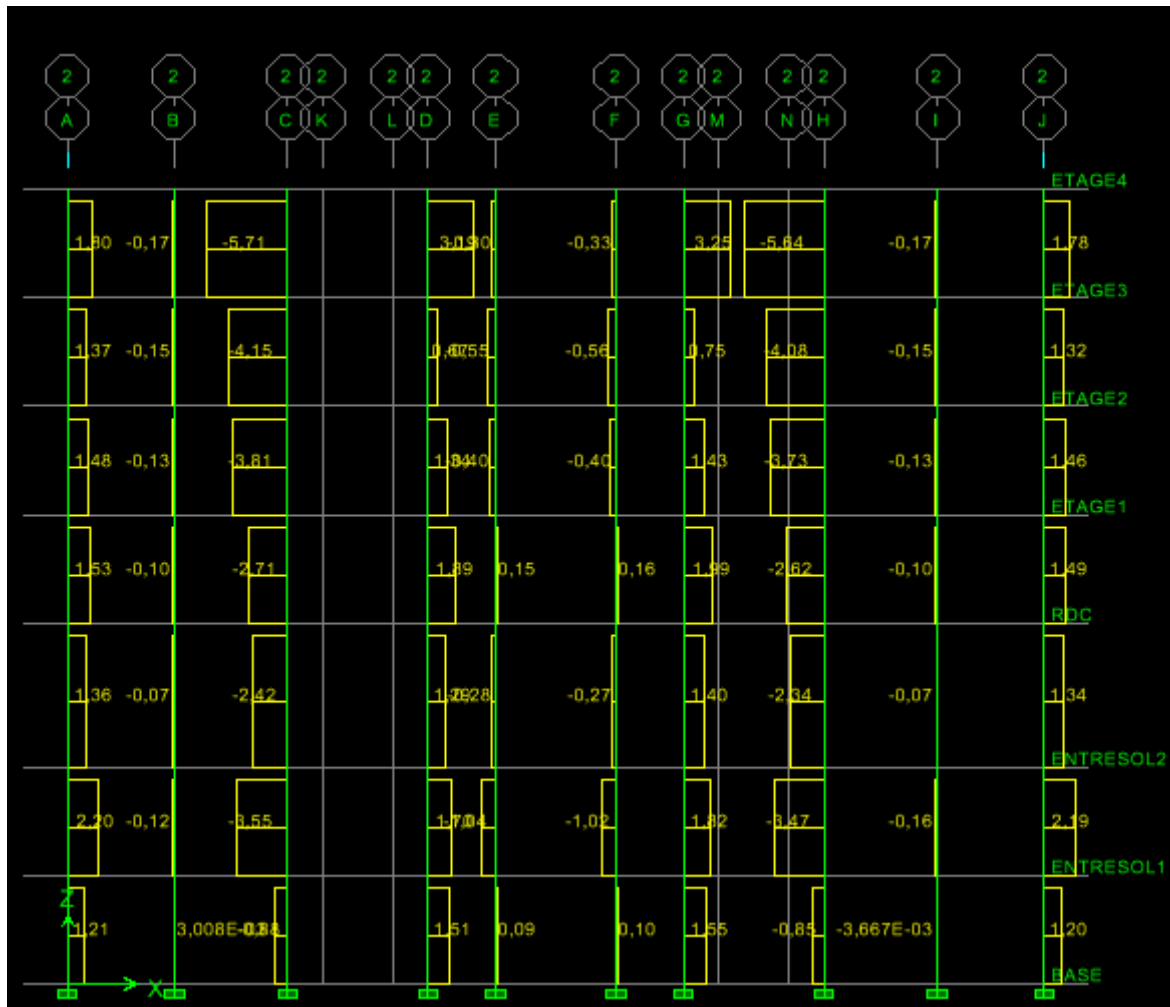 2 2 2 2 2 2 2 2 2 2 2 2 2 2
A B C K L D E F G M N H I J
ETAGE4
1,80 -0,17 -5,71 -0,33 3,25 -5,64 -0,17 1,78
ETAGE3
1,37 -0,15 -4,15 -0,56 0,75 -4,08 -0,15 1,32
ETAGE2
1,48 -0,13 -3,81 -0,40 1,43 -3,73 -0,13 1,46
ETAGE1
1,53 -0,10 -2,71 1,89 0,15 0,16 1,99 -2,62 -0,10 1,49
RDC
1,36 -0,07 -2,42 -0,27 1,40 -2,34 -0,07 1,34
ENTRESOL2
2,20 -0,12 -3,55 -1,02 1,82 -3,47 -0,16 2,19
ENTRESOL1
Z
1,21 1,51 0,09 0,10 1,55 -0,85 -3,667E-03 1,20
BASE
X